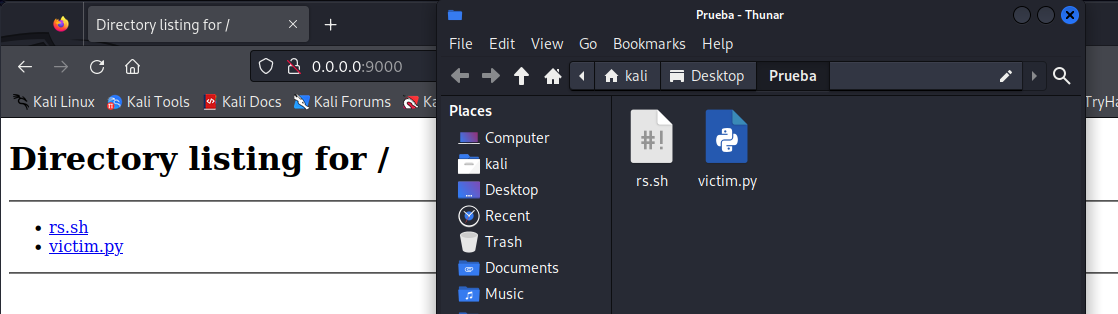 Directory listing for /
0.0.0.0:9000
Kali Linux
Kali Tools
Kali Docs
Kali Forums
Ka
Directory listing for /
rs.sh
victim.py
Prueba - Thunar
File Edit View Go Bookmarks Help
kali Desktop Prueba
Places
Computer
kali
Desktop
Recent
Trash
Documents
Music
#!
rs.sh
victim.py
TryHa